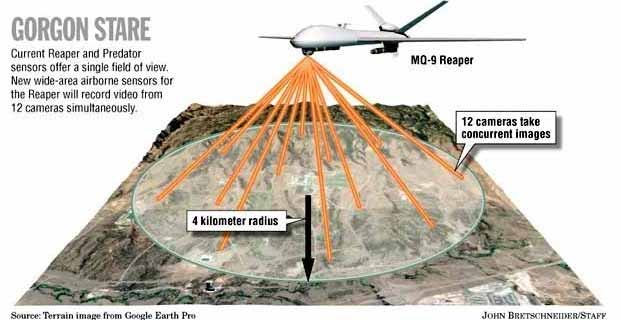 GORGON STARE
Current Reaper and Predator
sensors offer a single field of view.
New wide-area airborne sensors for
the Reaper will record video from
12 cameras simultaneously.
MQ-9 Reaper
12 cameras take
concurrent images
4 kilometer radius
Source: Terrain image from Google Earth Pro
JOHN BRETSCHNEIDER/STAFF